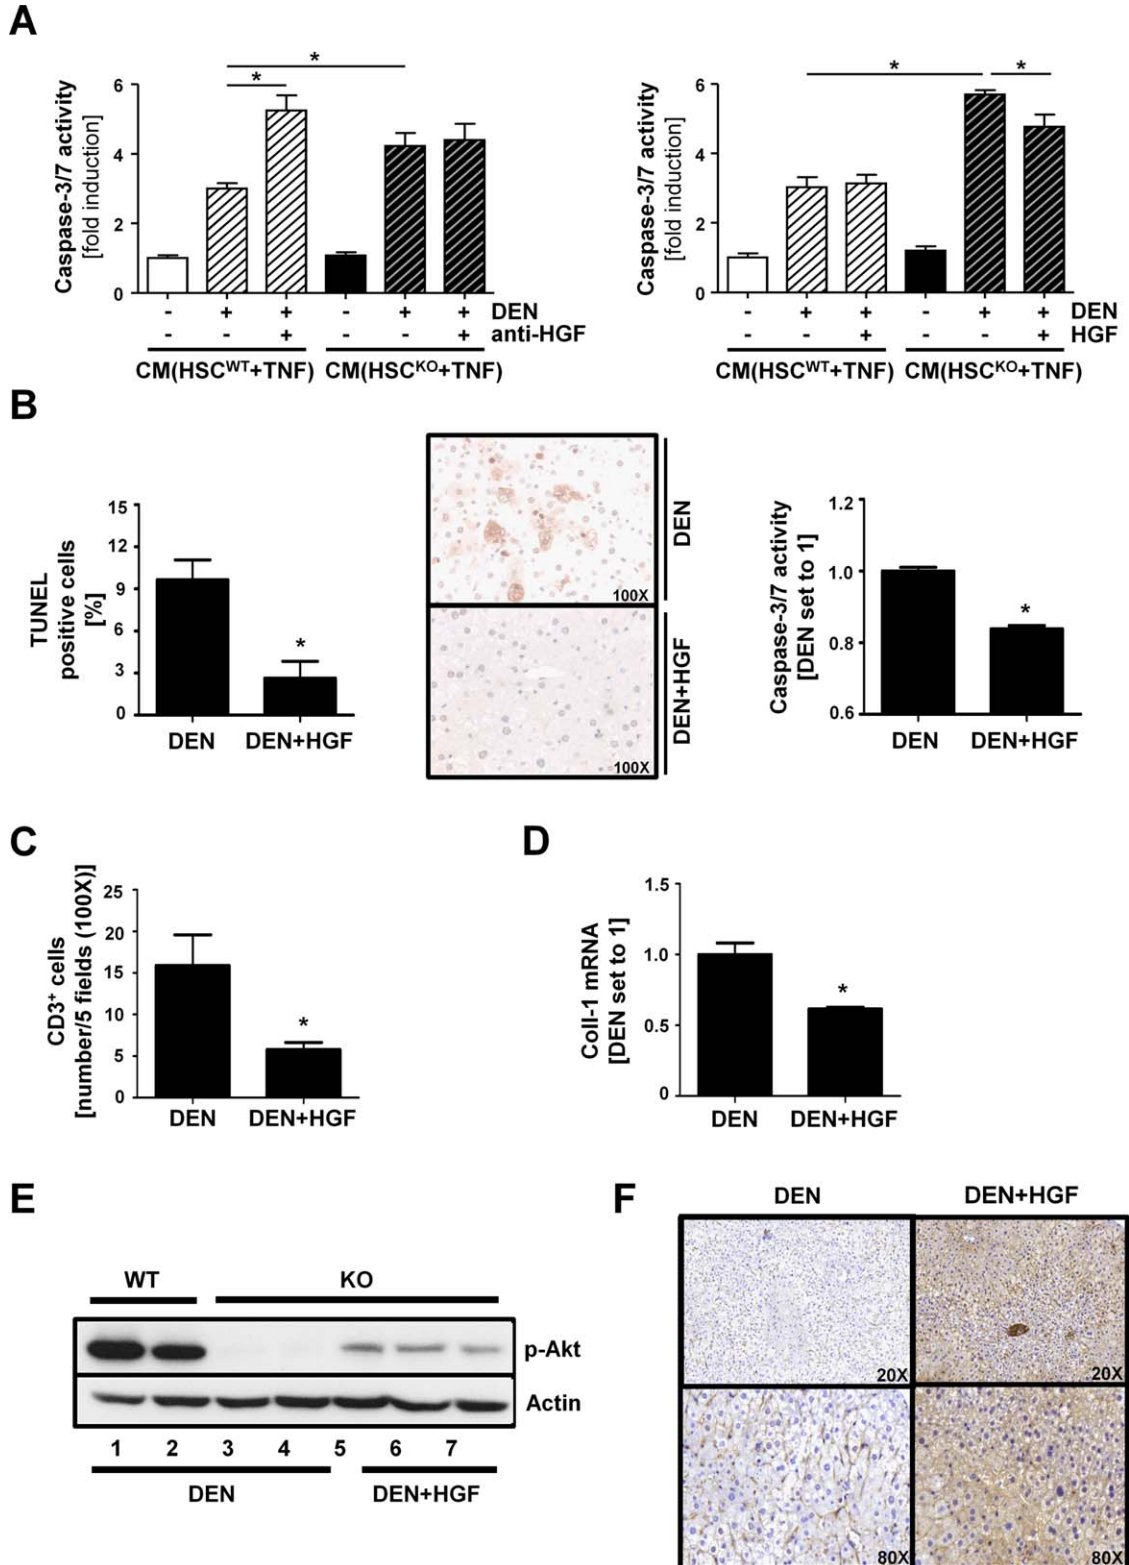 A
Caspase-3/7 activity
[fold induction]
6
4
2
0
*
*
- + + - + + DEN
- - + - - + anti-HGF
CM(HSCWT+TNF) CM(HSCKO+TNF)
Caspase-3/7 activity
[fold induction]
6
4
2
0
*
*
- + + - + + DEN
- - + - - + HGF
CM(HSCWT+TNF) CM(HSCKO+TNF)
B
TUNEL
positive cells
[%]
15
12
9
6
3
0
*
DEN DEN+HGF
100X
DEN
100X
DEN+HGF
Caspase-3/7 activity
[DEN set to 1]
1.2
1.0
0.8
0.6
*
DEN DEN+HGF
C
CD3+ cells
[number/5 fields (100X)]
25
20
15
10
5
0
*
DEN DEN+HGF
D
Coll-1 mRNA
[DEN set to 1]
1.5
1.0
0.5
0
*
DEN DEN+HGF
E
WT KO
p-Akt
Actin
1 2 3 4 5 6 7
DEN DEN+HGF
F
DEN DEN+HGF
20X 20X
80X 80X